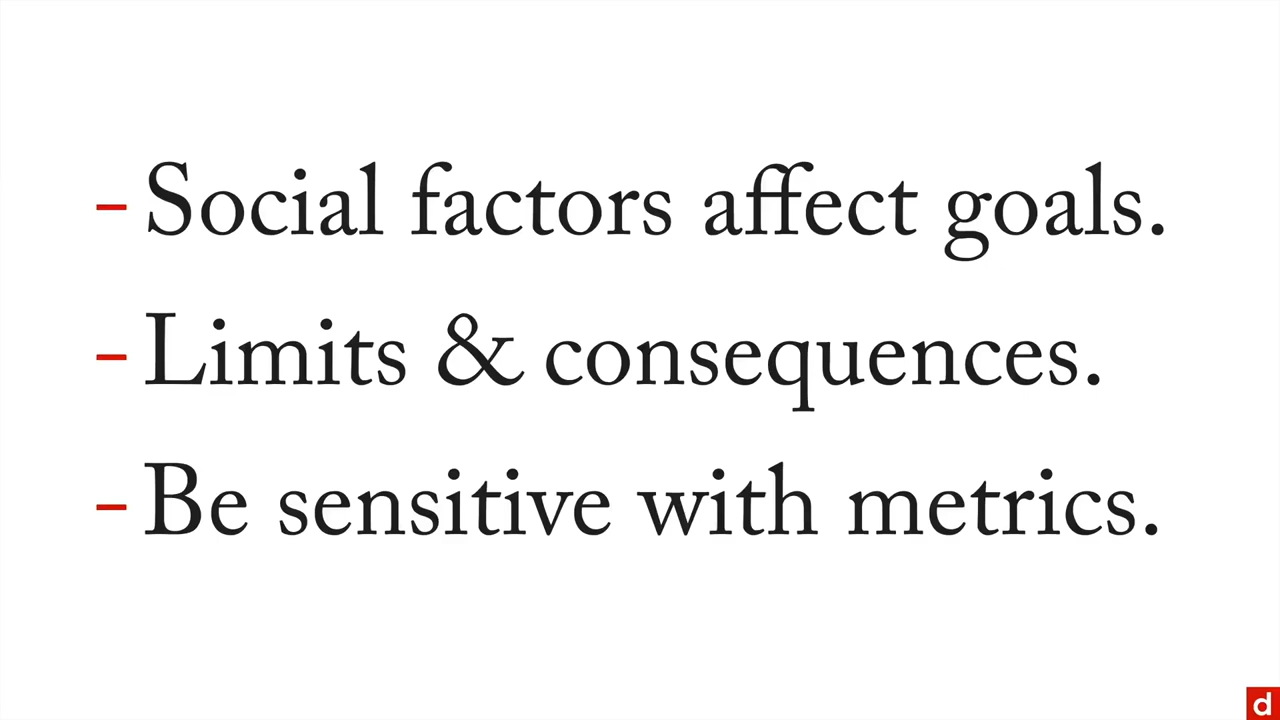 - Social factors affect goals.
- Limits & consequences.
- Be sensitive with metrics.
d